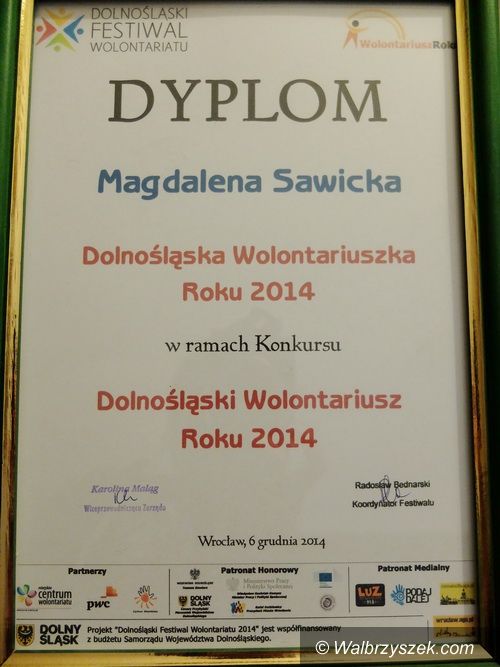 DOLNOŚLĄSKI
FESTIWAL
WOLONTARIATU
WolontariuszRoku
DYPLOM
Magdalena Sawicka
Dolnośląska Wolontariuszka
Roku 2014
w ramach Konkursu
Dolnośląski Wolontariusz
Roku 2014
Karolina Maląg
Wiceprzewodnicząca Zarządu
Radosław Bednarski
Koordynator Festiwalu
Wrocław, 6 grudnia 2014
Partnerzy
Patronat Honorowy
Patronat Medialny
centrum
wolontariatu
pwc
DOLNY
ŚLĄSK
Ministerstwo Pracy
i Polityki Społecznej
LUZ
PODAJ
DALEJ
DOLNY
ŚLĄSK
Projekt "Dolnośląski Festiwal Wolontariatu 2014" jest współfinansowany
z budżetu Samorządu Województwa Dolnośląskiego.
© Walbrzyszek.com